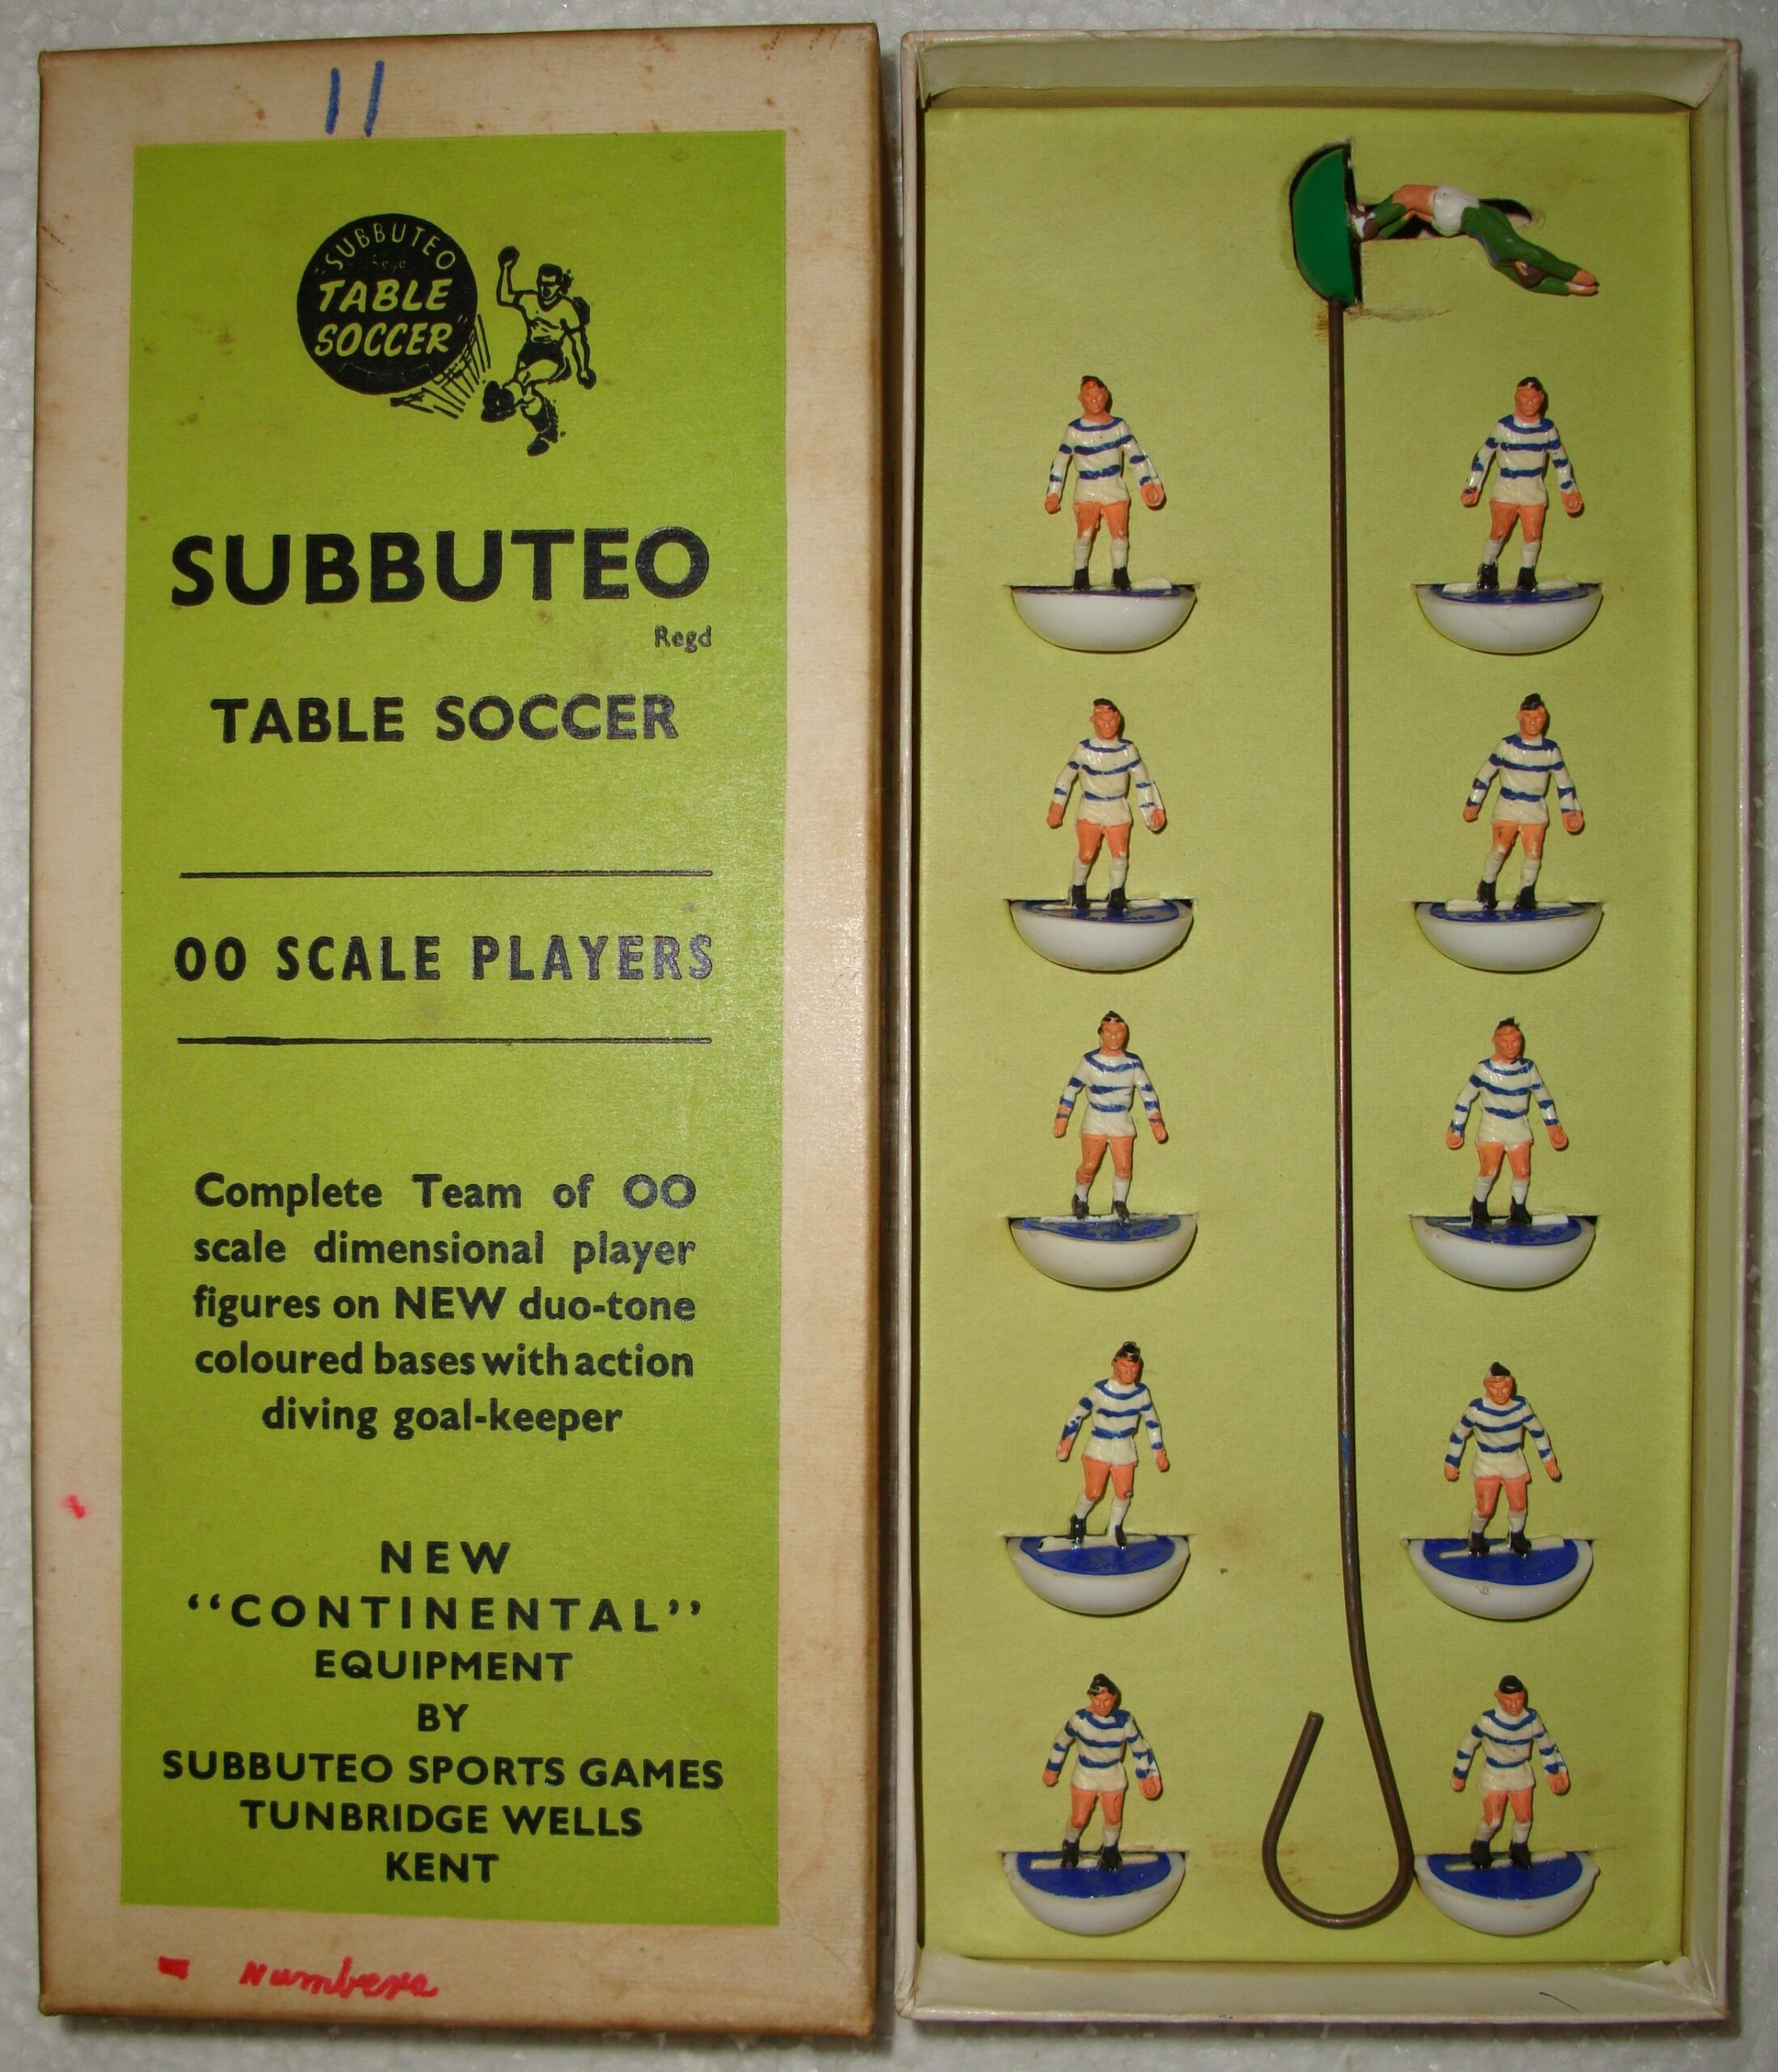 11
"SUBBUTEO
Regd
TABLE
SOCCER"
SUBBUTEO
Regd
TABLE SOCCER
OO SCALE PLAYERS
Complete Team of OO
scale dimensional player
figures on NEW duo-tone
coloured bases with action
diving goal-keeper
NEW
“CONTINENTAL”
EQUIPMENT
BY
SUBBUTEO SPORTS GAMES
TUNBRIDGE WELLS
KENT
- Numbers